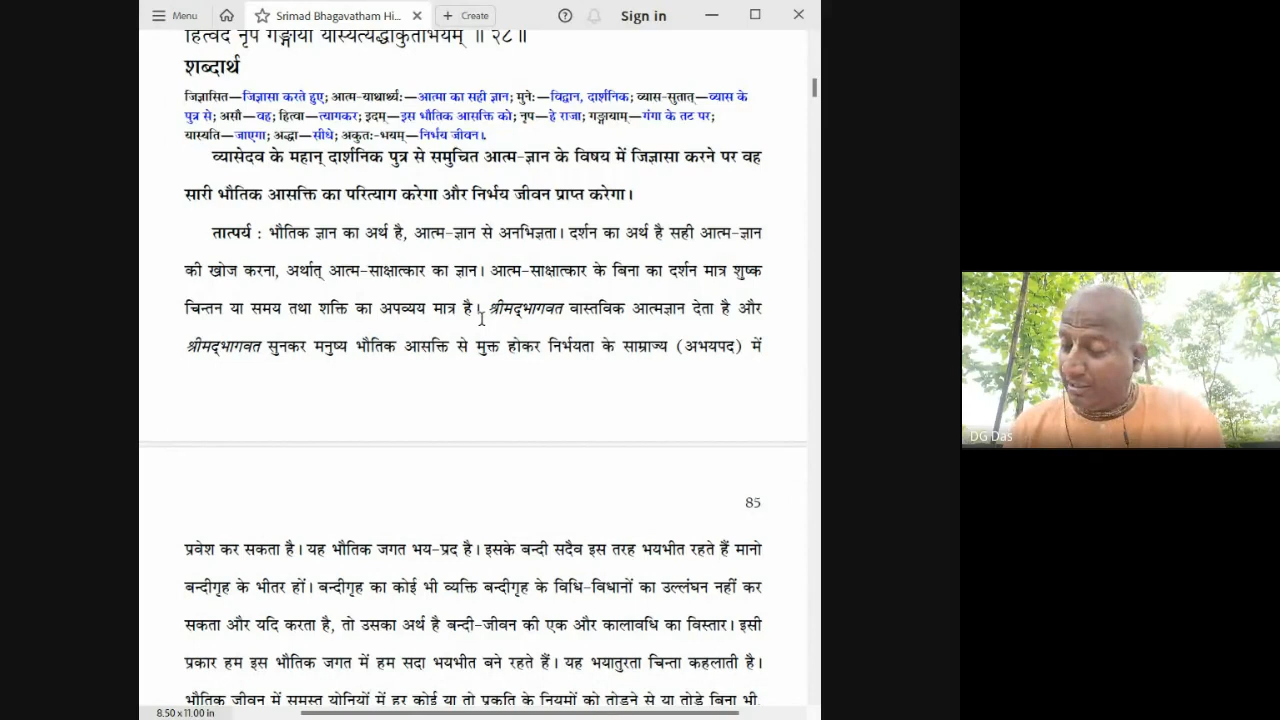 Menu
Srimad Bhagavatham Hi...
Create
Sign in
हित्वेदं नृप गङ्गायां यास्यत्यद्धाकुतोभयम् ॥ २८॥
शब्दार्थ
जिज्ञासित—जिज्ञासा करते हुए; आत्म-याथार्थ्यः—आत्मा का सही ज्ञान; मुनेः—विद्वान, दार्शनिक; व्यास-सुतात्—व्यास के
पुत्र से; असौ—वह; हित्वा—त्यागकर; इदम्—इस भौतिक आसक्ति को; नृप—हे राजा; गङ्गायाम्—गंगा के तट पर;
यास्यति—जाएगा; अद्धा—सीधे; अकुतः-भयम्—निर्भय जीवन।
व्यासेदव के महान् दार्शनिक पुत्र से समुचित आत्म-ज्ञान के विषय में जिज्ञासा करने पर वह
सारी भौतिक आसक्ति का परित्याग करेगा और निर्भय जीवन प्राप्त करेगा।
तात्पर्य : भौतिक ज्ञान का अर्थ है, आत्म-ज्ञान से अनभिज्ञता। दर्शन का अर्थ है सही आत्म-ज्ञान
की खोज करना, अर्थात् आत्म-साक्षात्कार का ज्ञान। आत्म-साक्षात्कार के बिना का दर्शन मात्र शुष्क
चिन्तन या समय तथा शक्ति का अपव्यय मात्र है। श्रीमद्भागवत वास्तविक आत्मज्ञान देता है और
श्रीमद्भागवत सुनकर मनुष्य भौतिक आसक्ति से मुक्त होकर निर्भयता के साम्राज्य (अभयपद) में
85
प्रवेश कर सकता है। यह भौतिक जगत भय-प्रद है। इसके बन्दी सदैव इस तरह भयभीत रहते हैं मानो
बन्दीगृह के भीतर हों। बन्दीगृह का कोई भी व्यक्ति बन्दीगृह के विधि-विधानों का उल्लंघन नहीं कर
सकता और यदि करता है, तो उसका अर्थ है बन्दी-जीवन की एक और कालावधि का विस्तार। इसी
प्रकार हम इस भौतिक जगत में हम सदा भयभीत बने रहते हैं। यह भयातुरता चिन्ता कहलाती है।
भौतिक जीवन में समस्त योनियों में हर कोई या तो प्रकृति के नियमों को तोड़ने से या तोड़े बिना भी,
8.50 x 11.00 in
DG Das